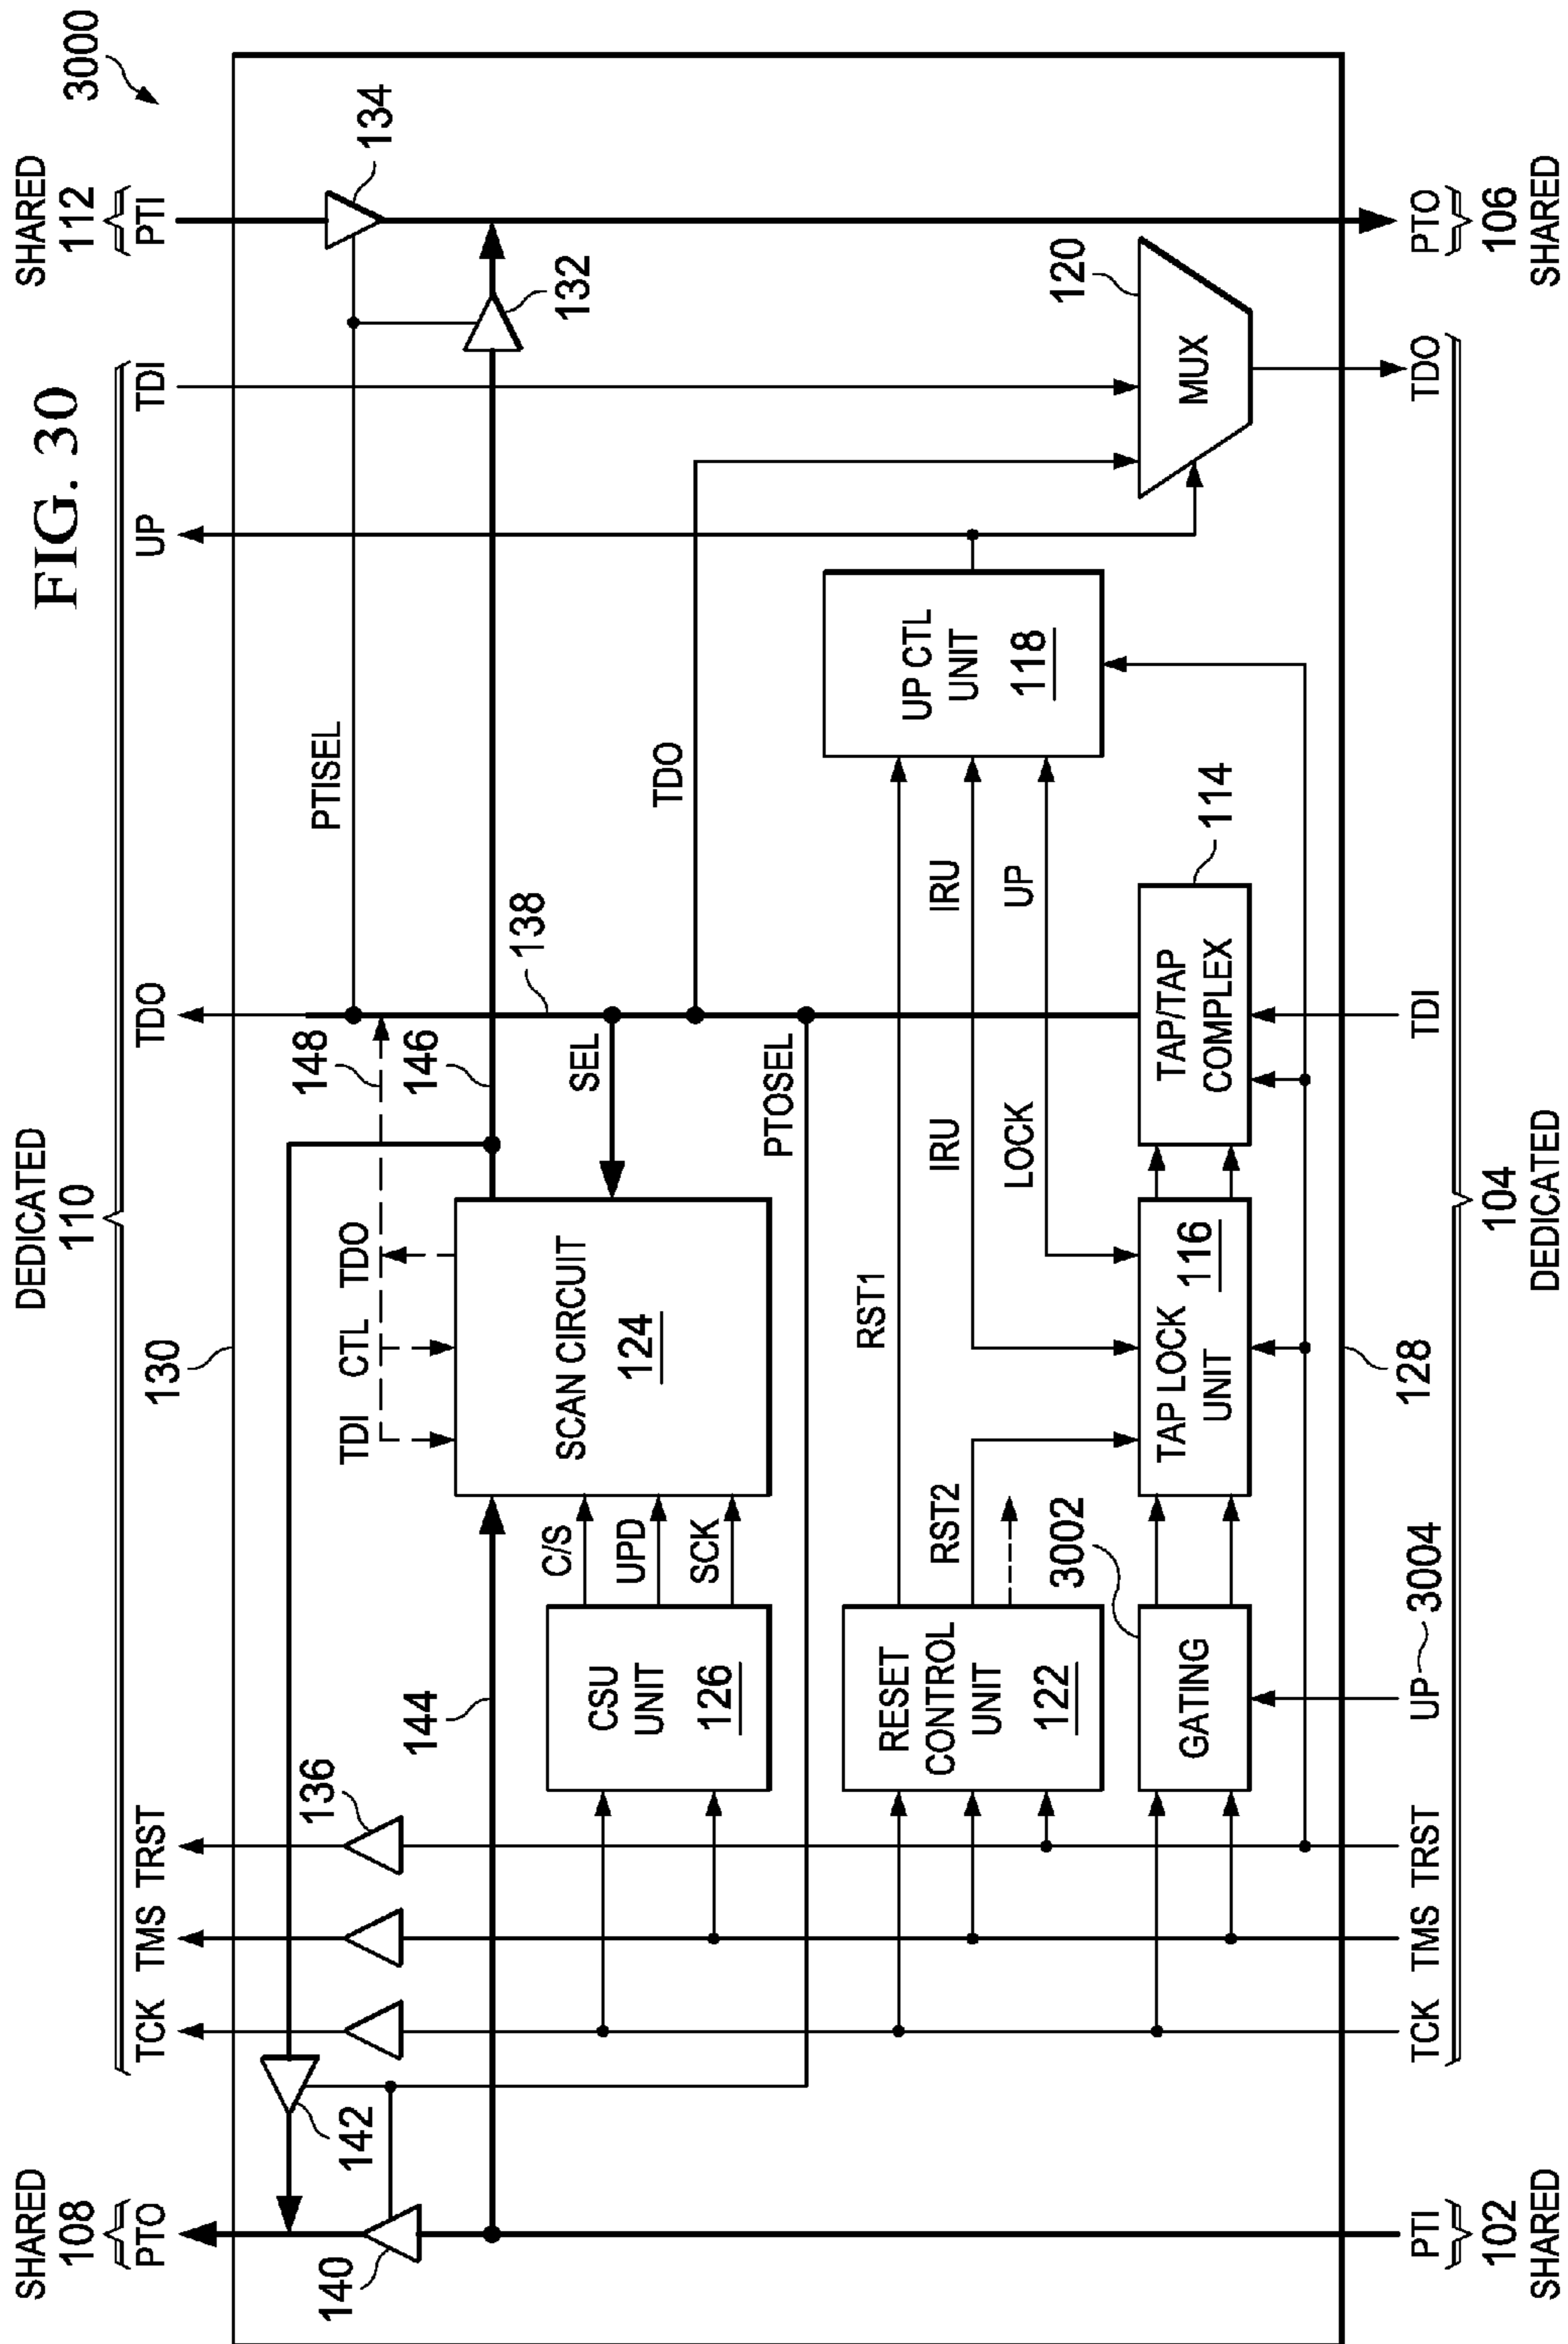 FIG. 30
3000
SHARED
108
PTO
DEDICATED
110
TCK
TMS
TRST
TDO
UP
TDI
SHARED
112
PTI
130
134
132
PTISEL
136
142
140
148
146
138
144
TDI
CTL
TDO
SCAN CIRCUIT
124
SEL
C/S
UPD
SCK
CSU
UNIT
126
PTOSEL
TDO
RESET
CONTROL
UNIT
122
RST1
RST2
IRU
IRU
LOCK
UP
UP CTL
UNIT
118
120
MUX
3002
GATING
TAP LOCK
UNIT
116
TAP/TAP
COMPLEX
114
128
PTI
102
SHARED
TCK
TMS
TRST
UP
3004
TDI
TDO
104
DEDICATED
PTO
106
SHARED